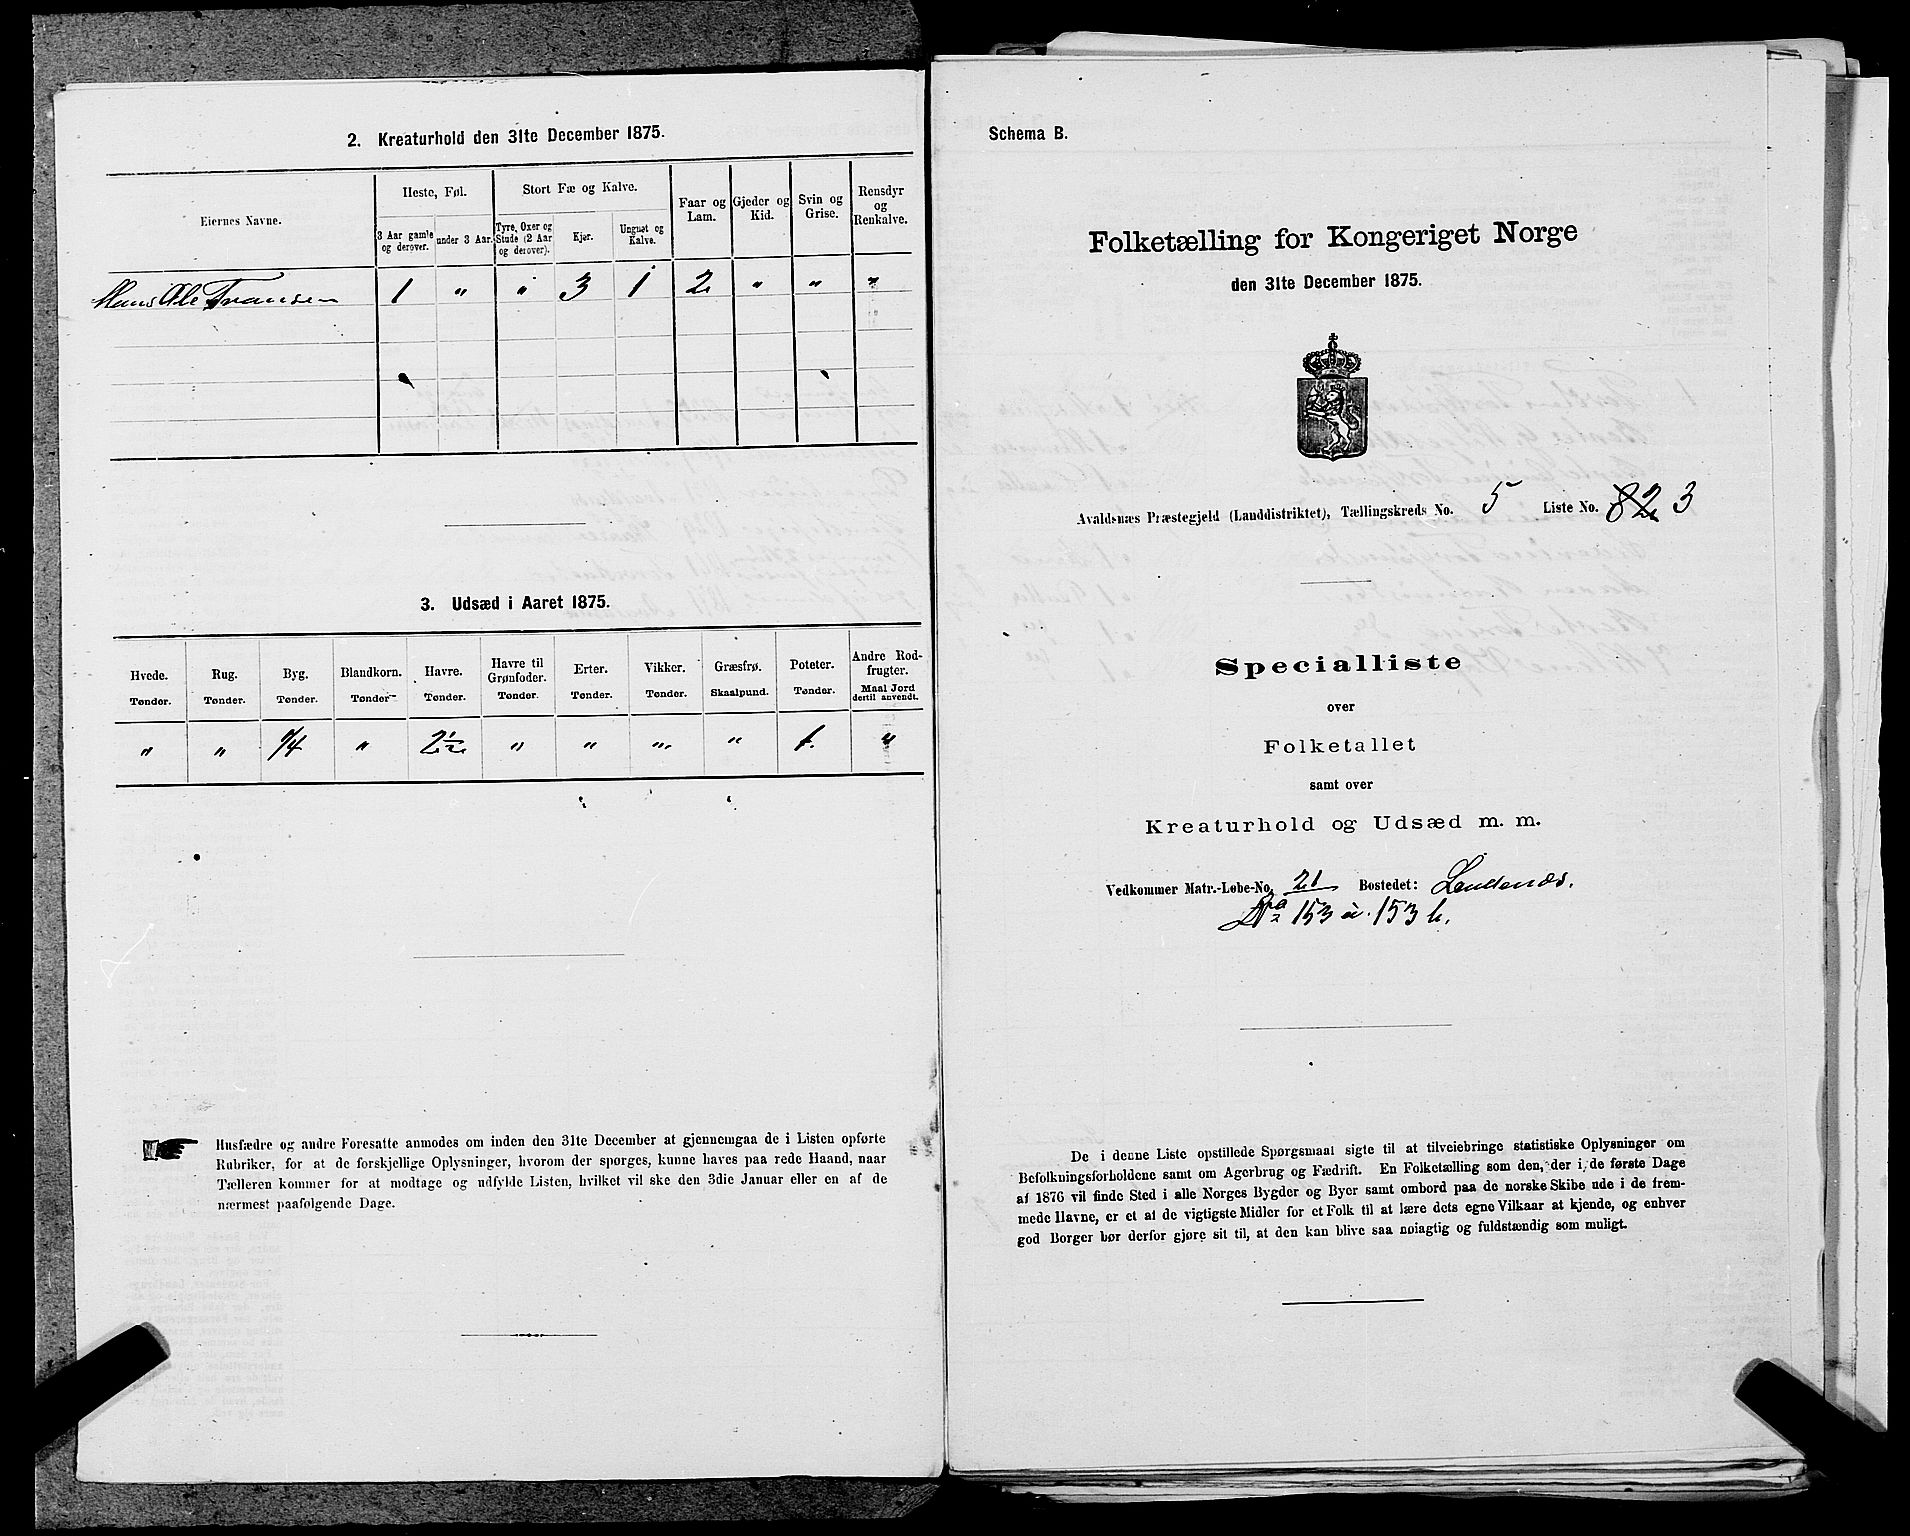 2. Kreaturhold den 31te December 1875.
Eiernes Navne.
Heste, Føl.
Stort Fæ og Kalve.
Faar og Lam.
Gjeder og Kid.
Svin og Grise.
Rensdyr og Renkalve.
3 Aar gamle og derover.
under 3 Aar.
Tyre, Oxer og Stude (2 Aar og derover).
Kjør.
Ungnøt og Kalve.
Hans Ole Fransen 1 " " 3 1 2 " " "
3. Udsæd i Aaret 1875.
Hvede. Rug. Byg. Blandkorn. Havre. Havre til Grønfoder. Erter. Vikker. Græsfrø. Poteter. Andre Rodfrugter.
Tønder. Tønder. Tønder. Tønder. Tønder. Tønder. Tønder. Tønder. Skaalpund. Tønder. Maal Jord dertil anvendt.
" " 1/4 " 2 1/2 " " " " 1. "
Husfædre og andre Foresatte anmodes om inden den 31te December at gjennemgaa de i Listen opførte
Rubriker, for at de forskjellige Oplysninger, hvorom der spørges, kunne haves paa rede Haand, naar
Tælleren kommer for at modtage og udfylde Listen, hvilket vil ske den 3die Januar eller en af de
nærmest paafølgende Dage.
Schema B.
Folketælling for Kongeriget Norge
den 31te December 1875.
Avaldsnæs Præstegjeld (Landdistriktet), Tællingskreds No. 5 Liste No. 82 3
Specialliste
over
Folketallet
samt over
Kreaturhold og Udsæd m. m.
Vedkommer Matr.-Løbe-No. 21 Bostedet:
153 a. 153 b.
De i denne Liste opstillede Spørgsmaal sigte til at tilveiebringe statistiske Oplysninger om
Befolkningsforholdene samt om Agerbrug og Fædrift. En Folketælling som den, der i de første Dage
af 1876 vil finde Sted i alle Norges Bygder og Byer samt ombord paa de norske Skibe ude i de frem-
mede Havne, er et af de vigtigste Midler for et Folk til at lære dets egne Vilkaar at kjende, og enhver
god Borger bør derfor gjøre sit til, at den kan blive saa nøiagtig og fuldstændig som muligt.